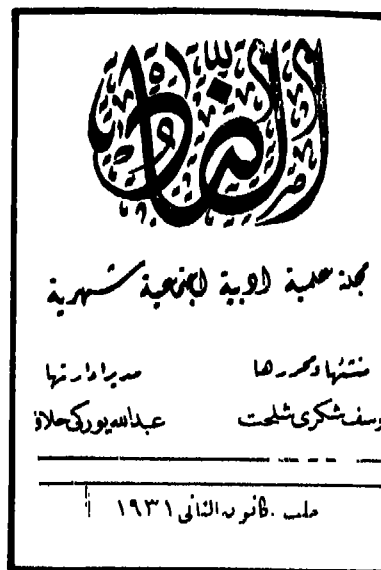 الضاد
مجلة علمية ادبية اجتماعية شهرية
منشئها ومحررها مدير ادارتها
وسف شكري شلحت عبدالله يوركي حلاق
حلب . كانون الثاني ١٩٣١